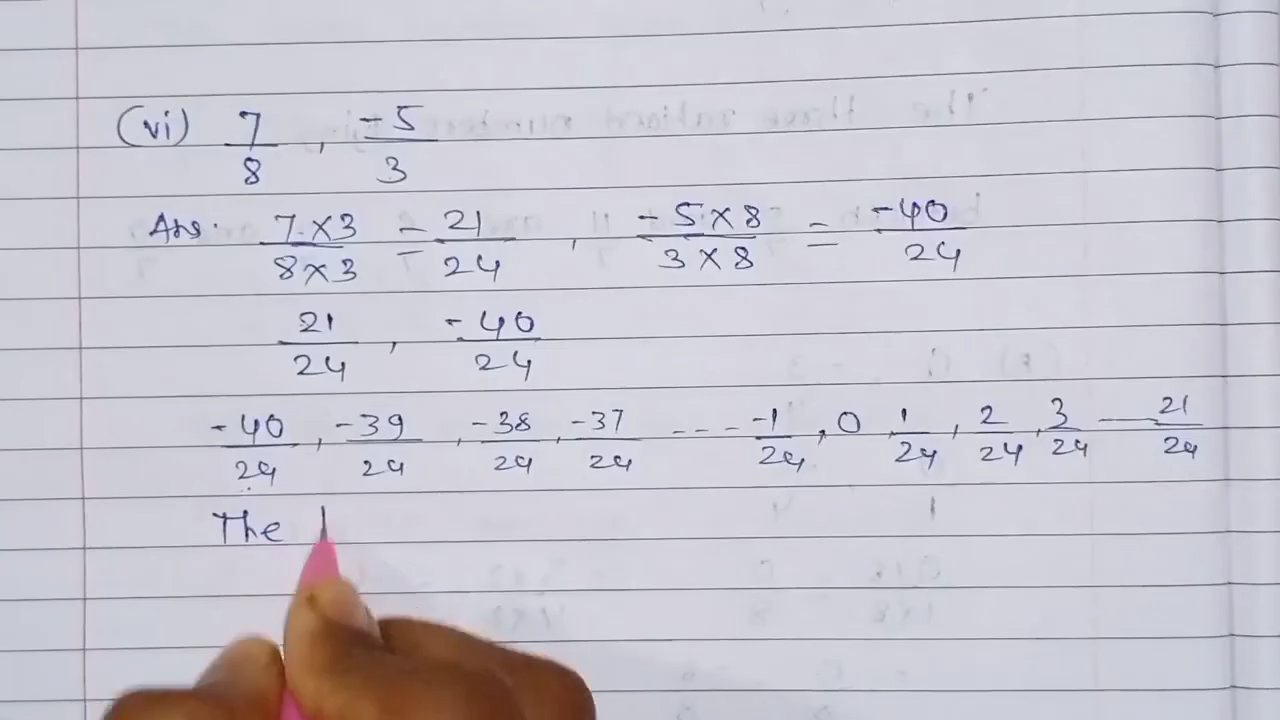 (vi) 7/8 , -5/3
Ans. 7×3/8×3 = 21/24 , -5×8/3×8 = -40/24
21/24 , -40/24
-40/24 , -39/24 , -38/24 , -37/24 ---- -1/24 , 0 , 1/24 , 2/24 , 3/24 —— 21/24
The